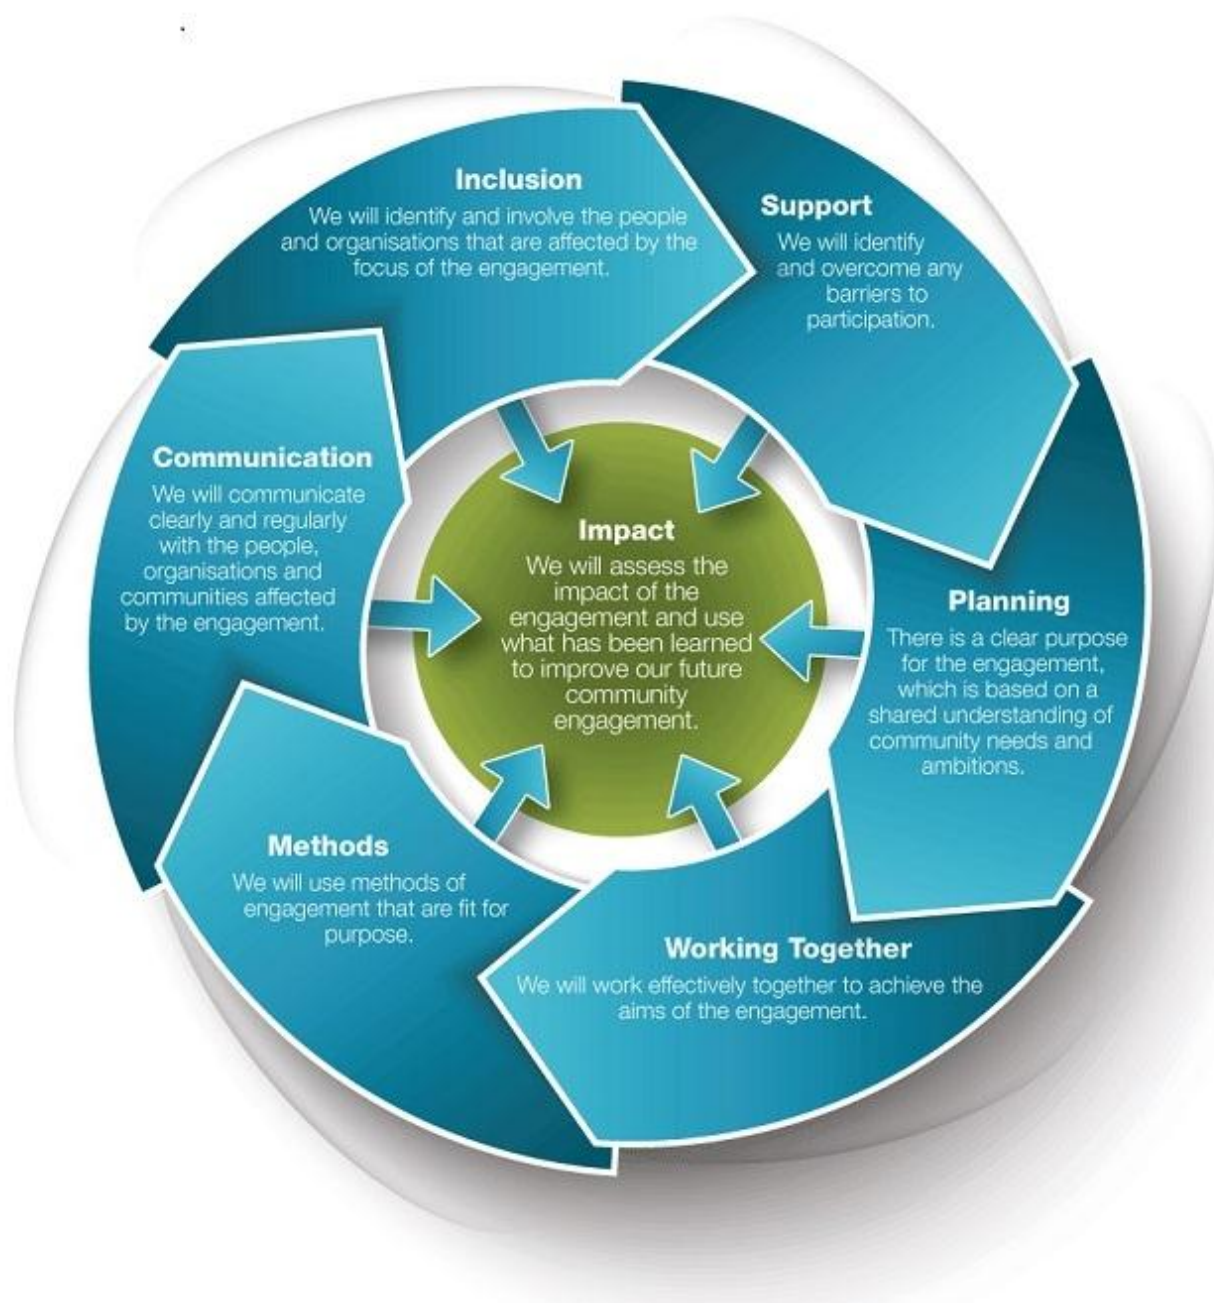 Inclusion
We will identify and involve the people
and organisations that are affected by the
focus of the engagement.
Support
We will identify
and overcome any
barriers to
participation.
Planning
There is a clear purpose
for the engagement,
which is based on a
shared understanding of
community needs and
ambitions.
Working Together
We will work effectively together to achieve the
aims of the engagement.
Methods
We will use methods of
engagement that are fit for
purpose.
Communication
We will communicate
clearly and regularly
with the people,
organisations and
communities affected
by the engagement.
Impact
We will assess the
impact of the
engagement and use
what has been learned
to improve our future
community
engagement.